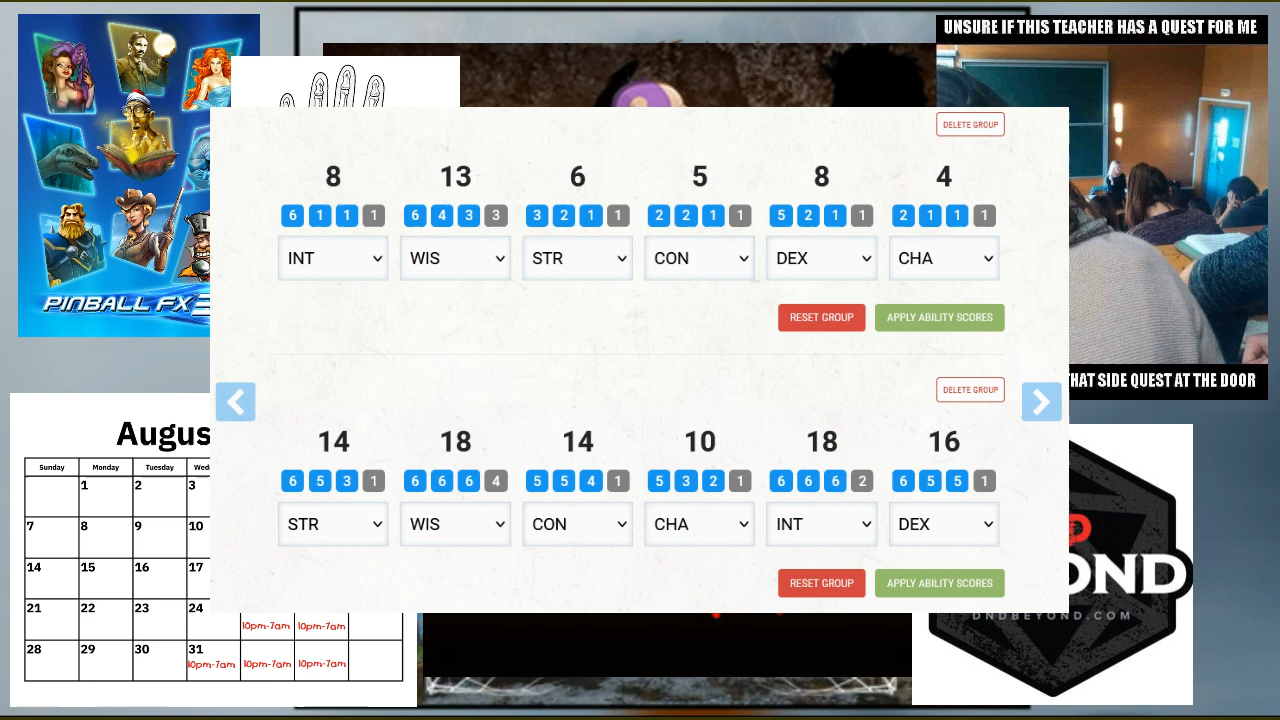 UNSURE IF THIS TEACHER HAS A QUEST FOR ME
HAT SIDE QUEST AT THE DOOR
PINBALL FX
DELETE GROUP
8 13 6 5 8 4
6 1 1 1 6 4 3 3 3 2 1 1 2 2 1 1 5 2 1 1 2 1 1 1
INT WIS STR CON DEX CHA
RESET GROUP APPLY ABILITY SCORES
DELETE GROUP
14 18 14 10 18 16
6 5 3 1 6 6 6 4 5 5 4 1 5 3 2 1 6 6 6 2 6 5 5 1
STR WIS CON CHA INT DEX
RESET GROUP APPLY ABILITY SCORES
Augus
Sunday Monday Tuesday Wed
1 2 3
7 8 9 10
14 15 16 17
21 22 23 24
10pm-7am 10pm-7am
28 29 30 31
10pm-7am 10pm-7am 10pm-7am
OND
DNDBEYOND.COM